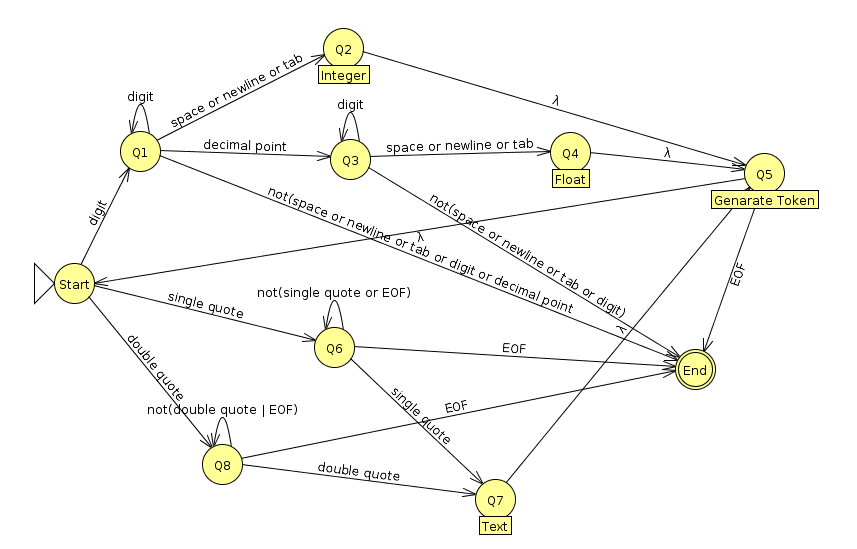 Q2
Integer
space or newline or tab
digit
digit
λ
Q1
decimal point
Q3
space or newline or tab
Q4
Float
λ
Q5
Genarate Token
digit
not(space or newline or tab or digit or decimal point
not(space or newline or tab or digit)
λ
EOF
Start
single quote
not(single quote or EOF)
λ
Q6
EOF
End
double quote
single quote
not(double quote | EOF)
EOF
Q8
double quote
Q7
Text